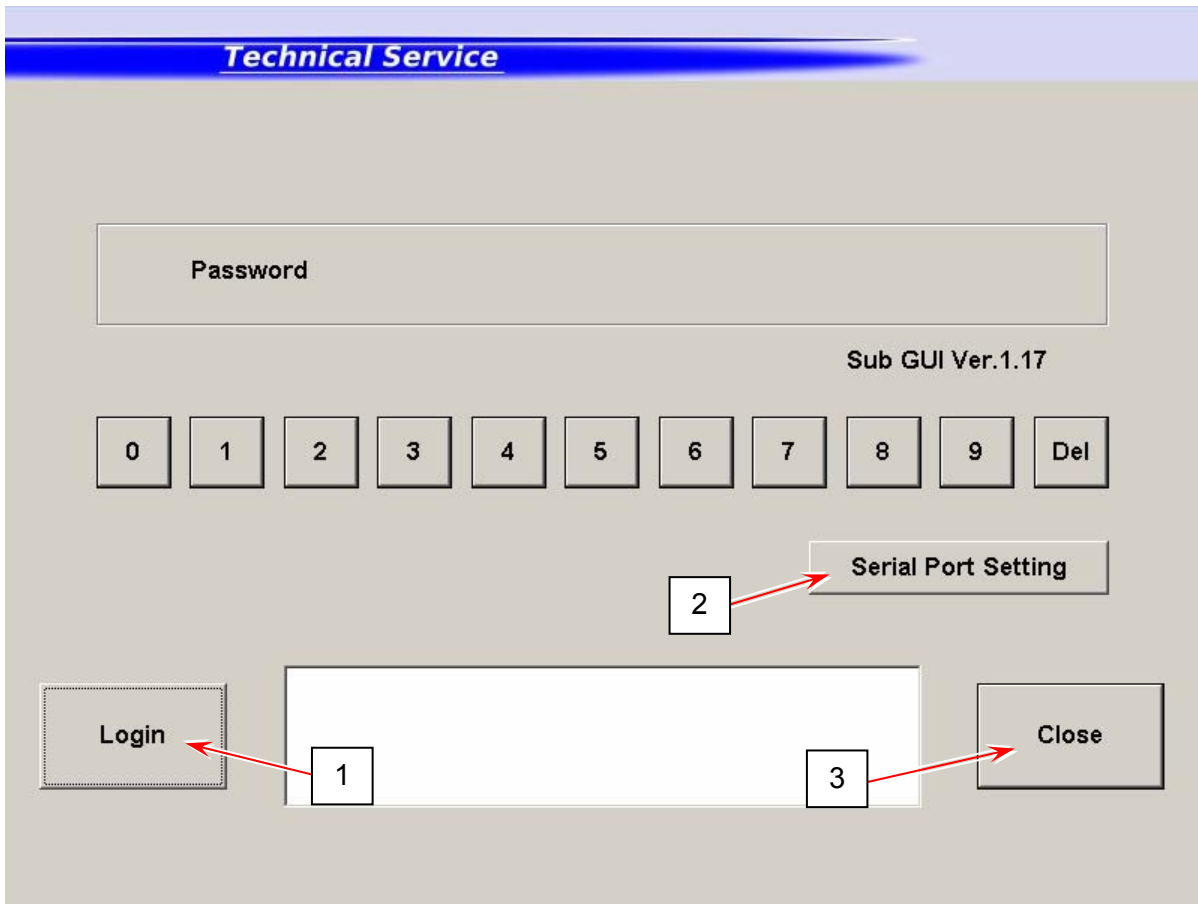 Technical Service
Password
Sub GUI Ver.1.17
0 1 2 3 4 5 6 7 8 9 Del
Serial Port Setting
2
Login
Close
1
3